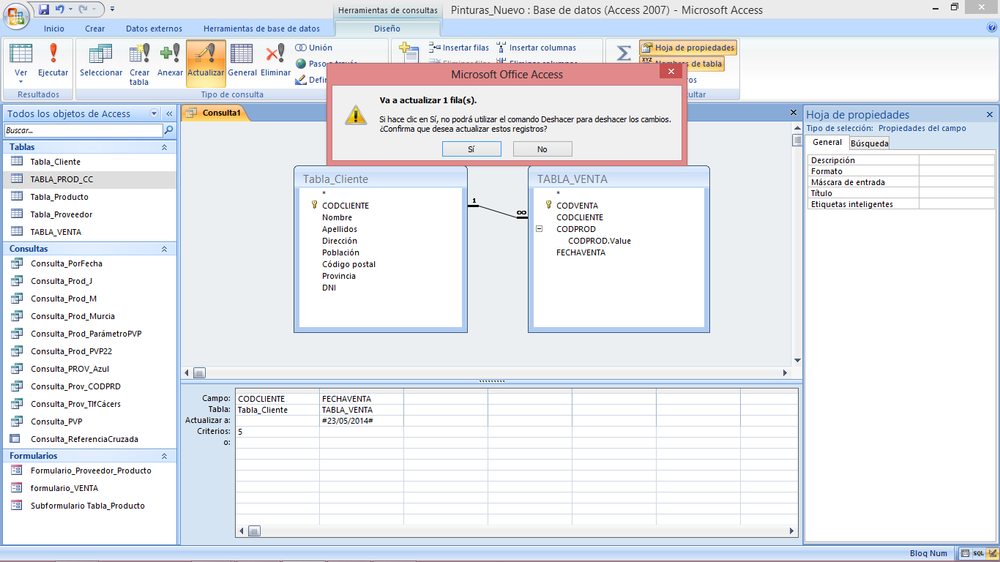 Herramientas de consultas
Pinturas_Nuevo : Base de datos (Access 2007) - Microsoft Access
Inicio
Crear
Datos externos
Herramientas de base de datos
Diseño
Ver
Ejecutar
Resultados
Seleccionar
Crear
tabla
Anexar
Actualizar
General
Eliminar
Unión
Paso a través
Tipo de consulta
Insertar filas
Eliminar filas
Insertar columnas
Eliminar columnas
Hoja de propiedades
Nombres de tabla
Microsoft Office Access
Va a actualizar 1 fila(s).
Si hace clic en Sí, no podrá utilizar el comando Deshacer para deshacer los cambios.
¿Confirma que desea actualizar estos registros?
Sí
No
Todos los objetos de Access
Buscar...
Tablas
Tabla_Cliente
TABLA_PROD_CC
Tabla_Producto
Tabla_Proveedor
TABLA_VENTA
Consultas
Consulta_PorFecha
Consulta_Prod_J
Consulta_Prod_M
Consulta_Prod_Murcia
Consulta_Prod_ParámetroPVP
Consulta_Prod_PVP22
Consulta_PROV_Azul
Consulta_Prov_CODPRD
Consulta_Prov_TlfCácers
Consulta_PVP
Consulta_ReferenciaCruzada
Formularios
Formulario_Proveedor_Producto
formulario_VENTA
Subformulario Tabla_Producto
Consulta1
Tabla_Cliente
*
CODCLIENTE
Nombre
Apellidos
Dirección
Población
Código postal
Provincia
DNI
1
∞
TABLA_VENTA
*
CODVENTA
CODCLIENTE
CODPROD
CODPROD.Value
FECHAVENTA
Campo: CODCLIENTE FECHAVENTA
Tabla: Tabla_Cliente TABLA_VENTA
Actualizar a: #23/05/2014#
Criterios: 5
o:
Hoja de propiedades
Tipo de selección: Propiedades del campo
General
Búsqueda
Descripción
Formato
Máscara de entrada
Título
Etiquetas inteligentes
Bloq Num
SQL